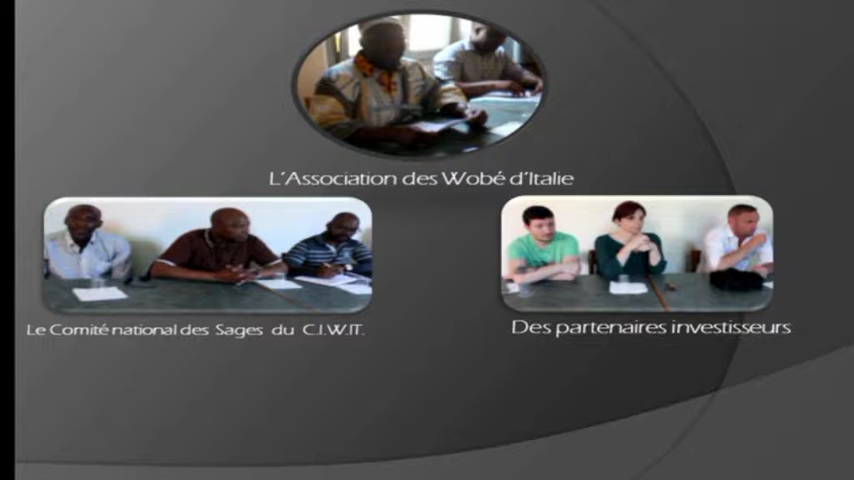 L'Association des Wobé d'Italie
Le Comité national des Sages du C.I.W.IT.
Des partenaires investisseurs